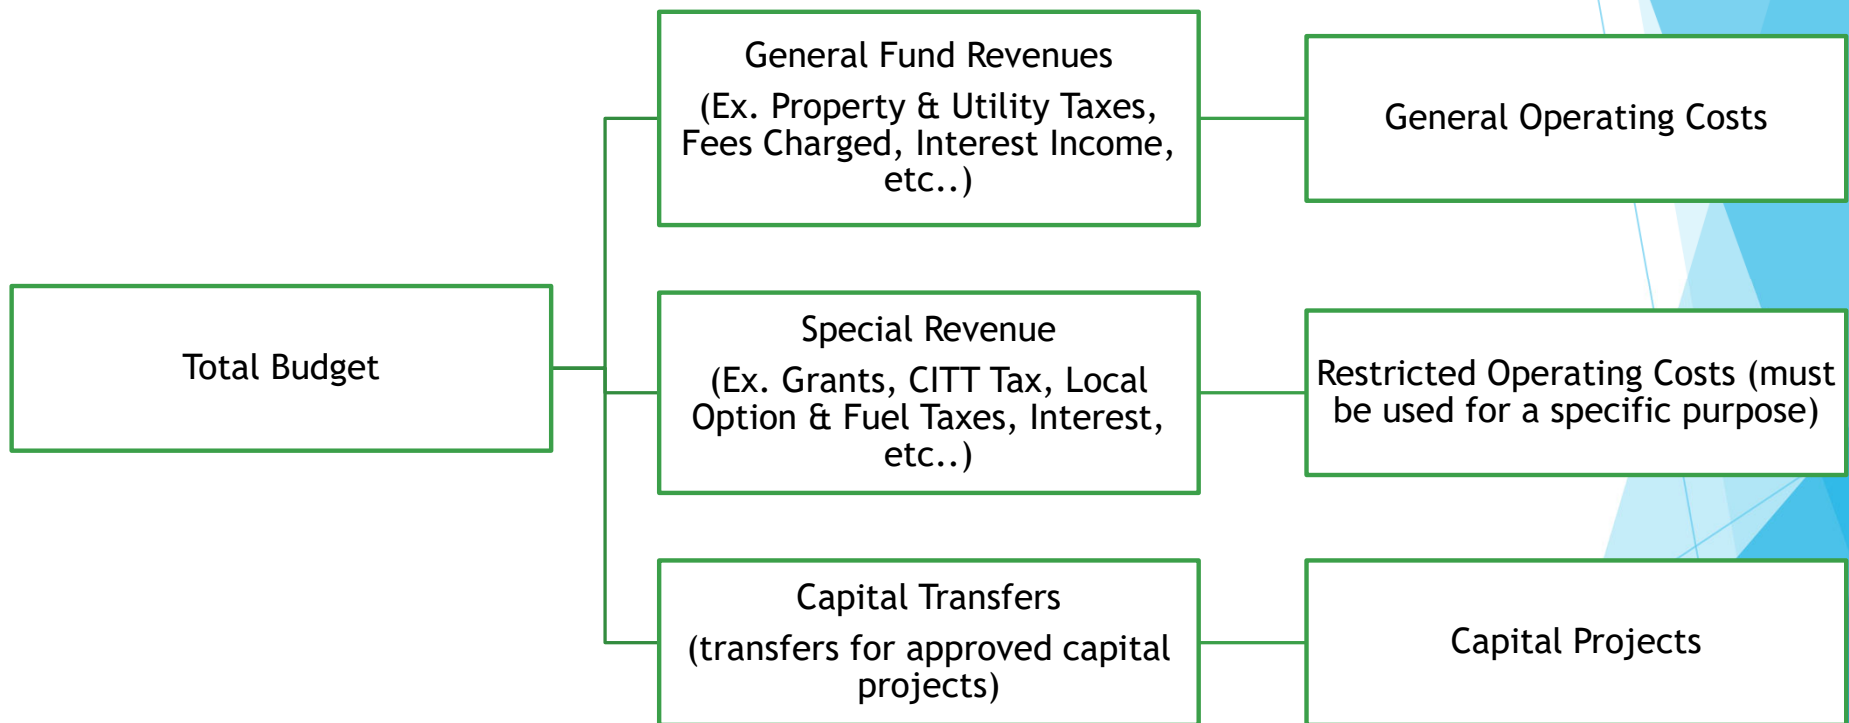 Total Budget
General Fund Revenues
(Ex. Property & Utility Taxes,
Fees Charged, Interest Income,
etc..)
General Operating Costs
Special Revenue
(Ex. Grants, CITT Tax, Local
Option & Fuel Taxes, Interest,
etc..)
Restricted Operating Costs (must
be used for a specific purpose)
Capital Transfers
(transfers for approved capital
projects)
Capital Projects